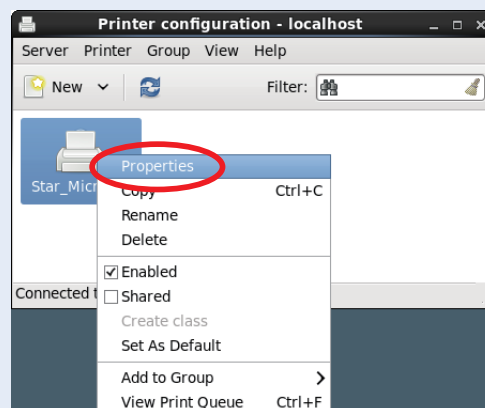 Printer configuration - localhost
Server Printer Group View Help
New Filter:
Properties
Star_Micr
Copy Ctrl+C
Rename
Delete
Enabled
Connected t
Shared
Create class
Set As Default
Add to Group
View Print Queue Ctrl+F